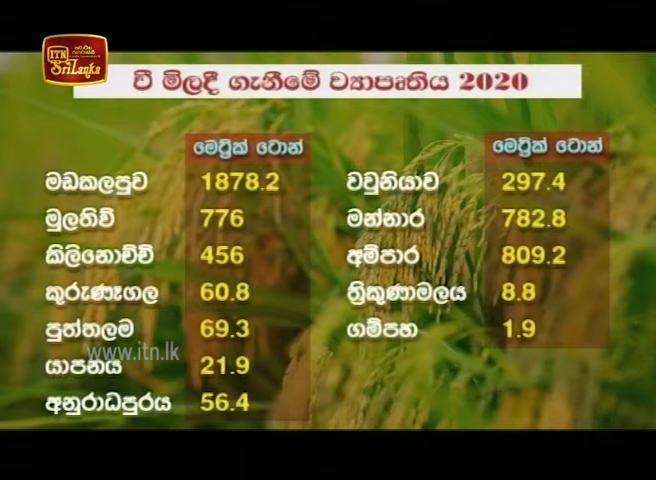 ITN
Sri Lanka
වී මිලදී ගැනීමේ ව්‍යාපෘතිය 2020
මෙට්‍රික් ටොන්
මඩකලපුව 1878.2
මුලතිව් 776
කිලිනොච්චි 456
කුරුණෑගල 60.8
පුත්තලම 69.3
www.itn.lk
යාපනය 21.9
අනුරාධපුරය 56.4
මෙට්‍රික් ටොන්
වවුනියාව 297.4
මන්නාර 782.8
අම්පාර 809.2
ත්‍රිකුණාමලය 8.8
ගම්පහ 1.9